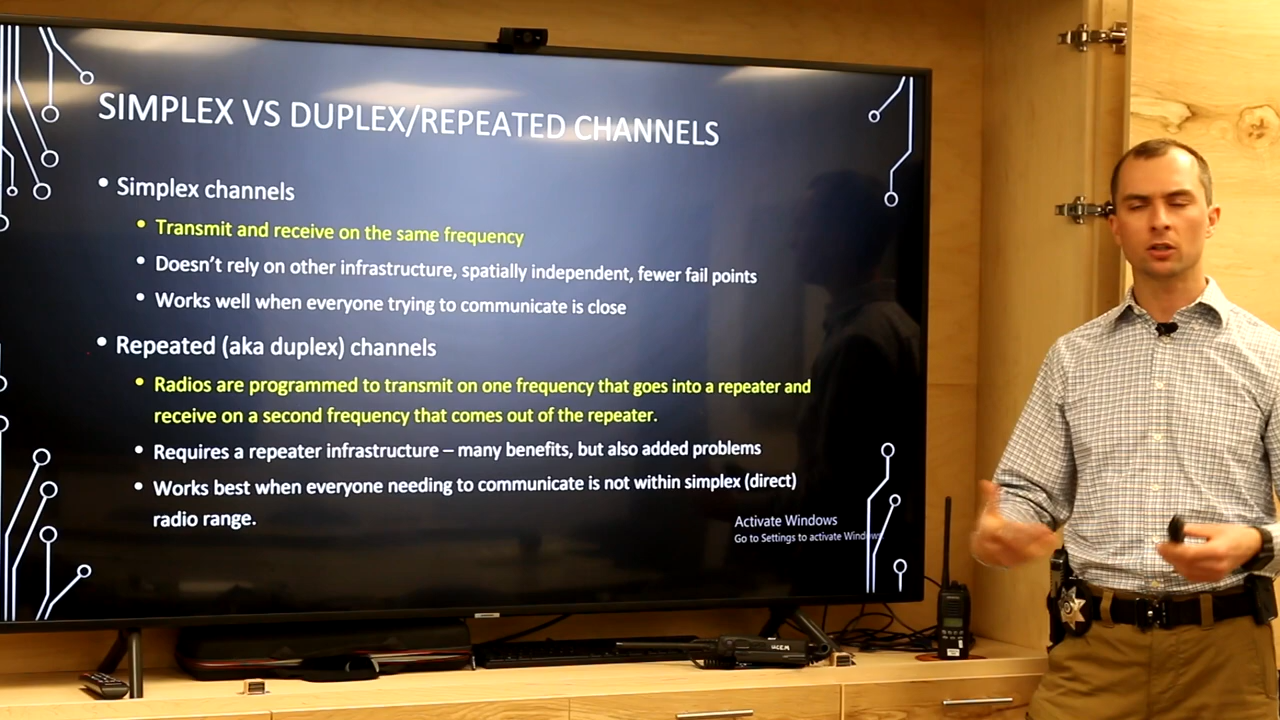 SIMPLEX VS DUPLEX/REPEATED CHANNELS
• Simplex channels
• Transmit and receive on the same frequency
• Doesn't rely on other infrastructure, spatially independent, fewer fail points
• Works well when everyone trying to communicate is close
• Repeated (aka duplex) channels
• Radios are programmed to transmit on one frequency that goes into a repeater and
receive on a second frequency that comes out of the repeater.
• Requires a repeater infrastructure – many benefits, but also added problems
• Works best when everyone needing to communicate is not within simplex (direct)
radio range.
Activate Windows
Go to Settings to activate Windows